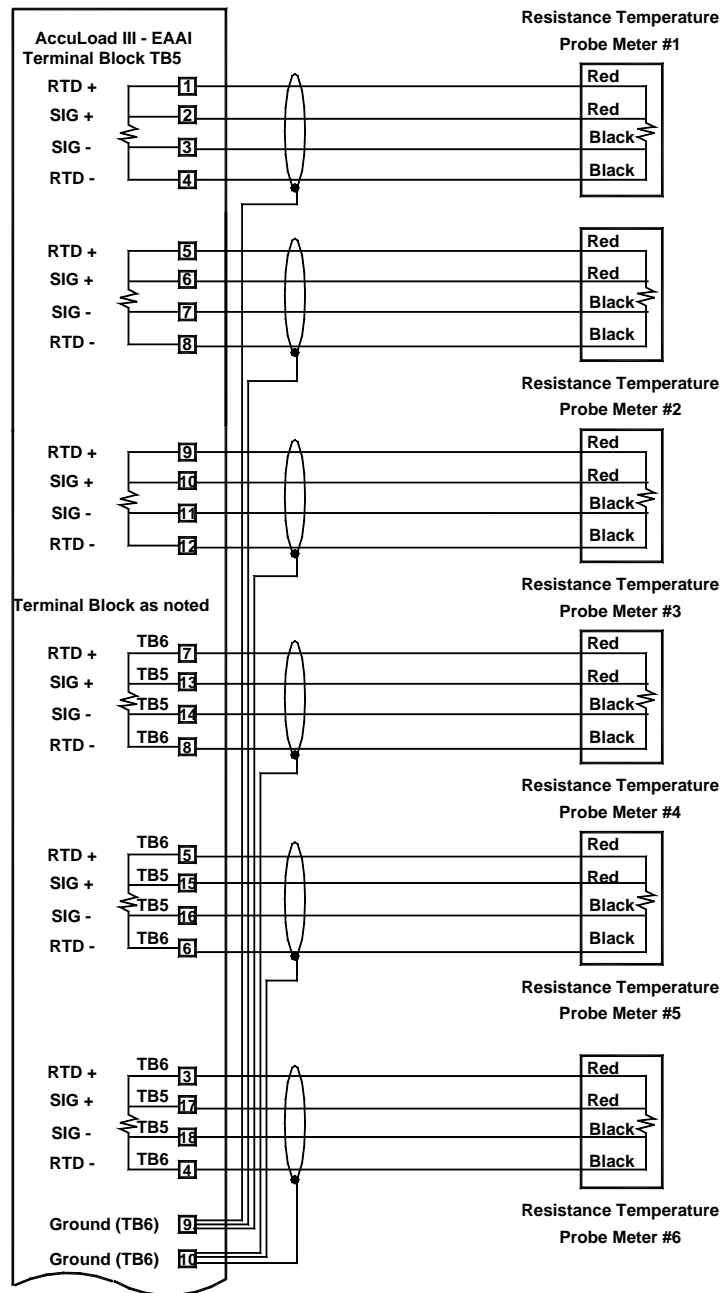 Resistance Temperature
Probe Meter #1
AccuLoad III - EAAI
Terminal Block TB5
RTD + 1 Red
SIG + 2 Red
SIG - 3 Black
RTD - 4 Black
RTD + 5 Red
SIG + 6 Red
SIG - 7 Black
RTD - 8 Black
Resistance Temperature
Probe Meter #2
RTD + 9 Red
SIG + 10 Red
SIG - 11 Black
RTD - 12 Black
Resistance Temperature
Probe Meter #3
Terminal Block as noted
RTD + TB6 7 Red
SIG + TB5 13 Red
SIG - TB5 14 Black
RTD - TB6 8 Black
Resistance Temperature
Probe Meter #4
RTD + TB6 5 Red
SIG + TB5 15 Red
SIG - TB5 16 Black
RTD - TB6 6 Black
Resistance Temperature
Probe Meter #5
RTD + TB6 3 Red
SIG + TB5 17 Red
SIG - TB5 18 Black
RTD - TB6 4 Black
Resistance Temperature
Probe Meter #6
Ground (TB6) 9
Ground (TB6) 10